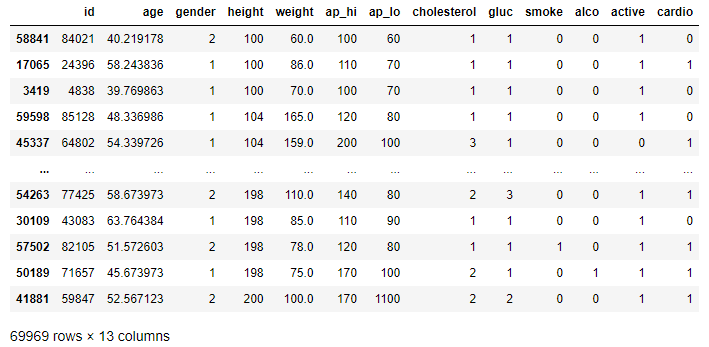 id age gender height weight ap_hi ap_lo cholesterol gluc smoke alco active cardio
58841 84021 40.219178 2 100 60.0 100 60 1 1 0 0 1 0
17065 24396 58.243836 1 100 86.0 110 70 1 1 0 0 1 1
3419 4838 39.769863 1 100 70.0 100 70 1 1 0 0 1 0
59598 85128 48.336986 1 104 165.0 120 80 1 1 0 0 1 0
45337 64802 54.339726 1 104 159.0 200 100 3 1 0 0 0 1
... ... ... ... ... ... ... ... ... ... ... ... ... ...
54263 77425 58.673973 2 198 110.0 140 80 2 3 0 0 1 1
30109 43083 63.764384 1 198 85.0 110 90 1 1 0 0 1 0
57502 82105 51.572603 2 198 78.0 120 80 1 1 1 0 1 1
50189 71657 45.673973 1 198 75.0 170 100 2 1 0 1 1 1
41881 59847 52.567123 2 200 100.0 170 1100 2 2 0 0 1 1
69969 rows × 13 columns